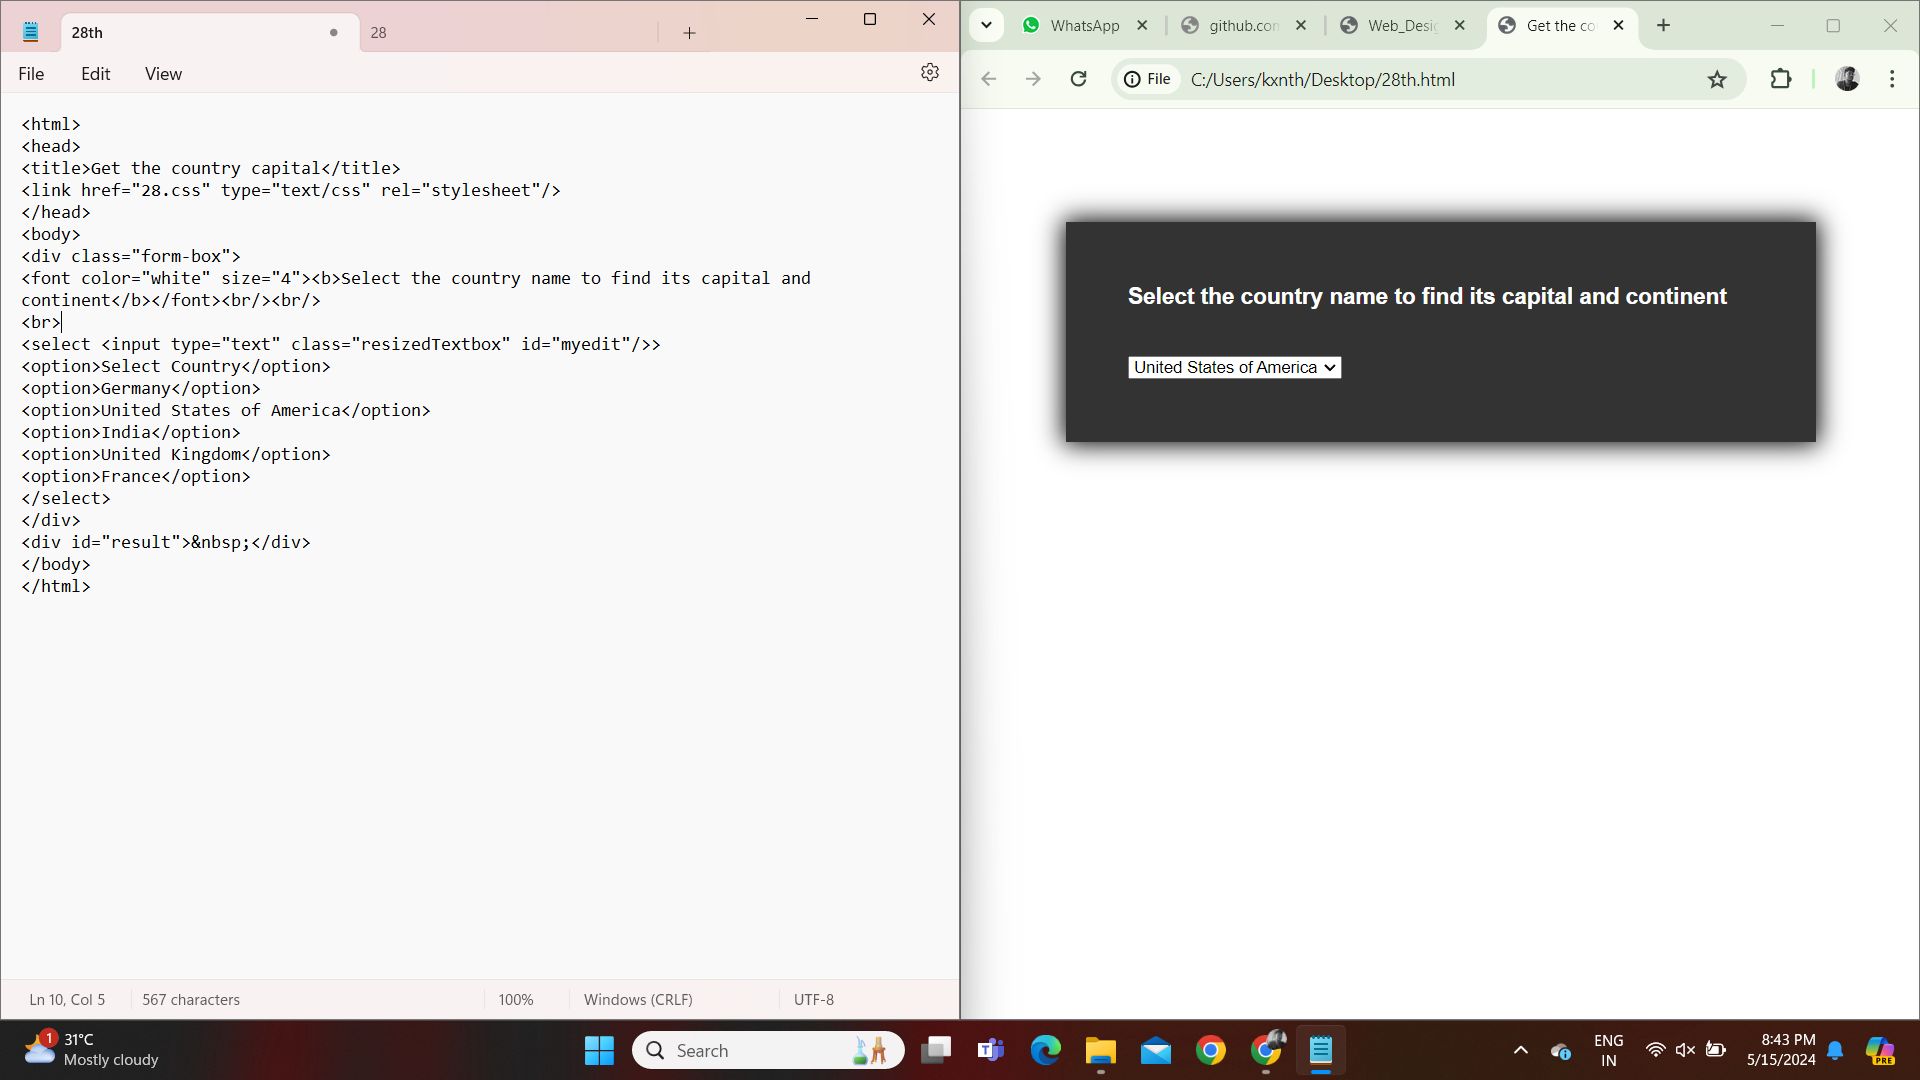 28th
28
File Edit View
<html>
<head>
<title>Get the country capital</title>
<link href="28.css" type="text/css" rel="stylesheet"/>
</head>
<body>
<div class="form-box">
<font color="white" size="4"><b>Select the country name to find its capital and
continent</b></font><br/><br/>
<br>
<select <input type="text" class="resizedTextbox" id="myedit"/>>
<option>Select Country</option>
<option>Germany</option>
<option>United States of America</option>
<option>India</option>
<option>United Kingdom</option>
<option>France</option>
</select>
</div>
<div id="result">&nbsp;</div>
</body>
</html>
Ln 10, Col 5 567 characters 100% Windows (CRLF) UTF-8
WhatsApp github.con Web_Desig Get the co
File C:/Users/kxnth/Desktop/28th.html
Select the country name to find its capital and continent
United States of America
1
31°C
Mostly cloudy
Search
ENG
IN
8:43 PM
5/15/2024
PRE